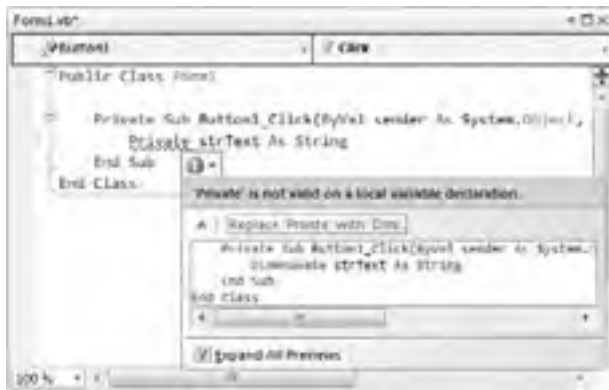 Form1.vb*
Button1
Click
Public Class Form1
Private Sub Button1_Click(ByVal sender As System.Object,
Private strText As String
End Sub
End Class
'Private' is not valid on a local variable declaration.
Replace Private with Dim.
Private Sub Button1_Click(ByVal sender As System.
strText As String
End Sub
End Class
Expand All Previews
100 %